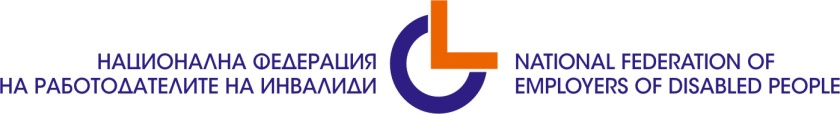 НАЦИОНАЛНА ФЕДЕРАЦИЯ
НА РАБОТОДАТЕЛИТЕ НА ИНВАЛИДИ
NATIONAL FEDERATION OF
EMPLOYERS OF DISABLED PEOPLE